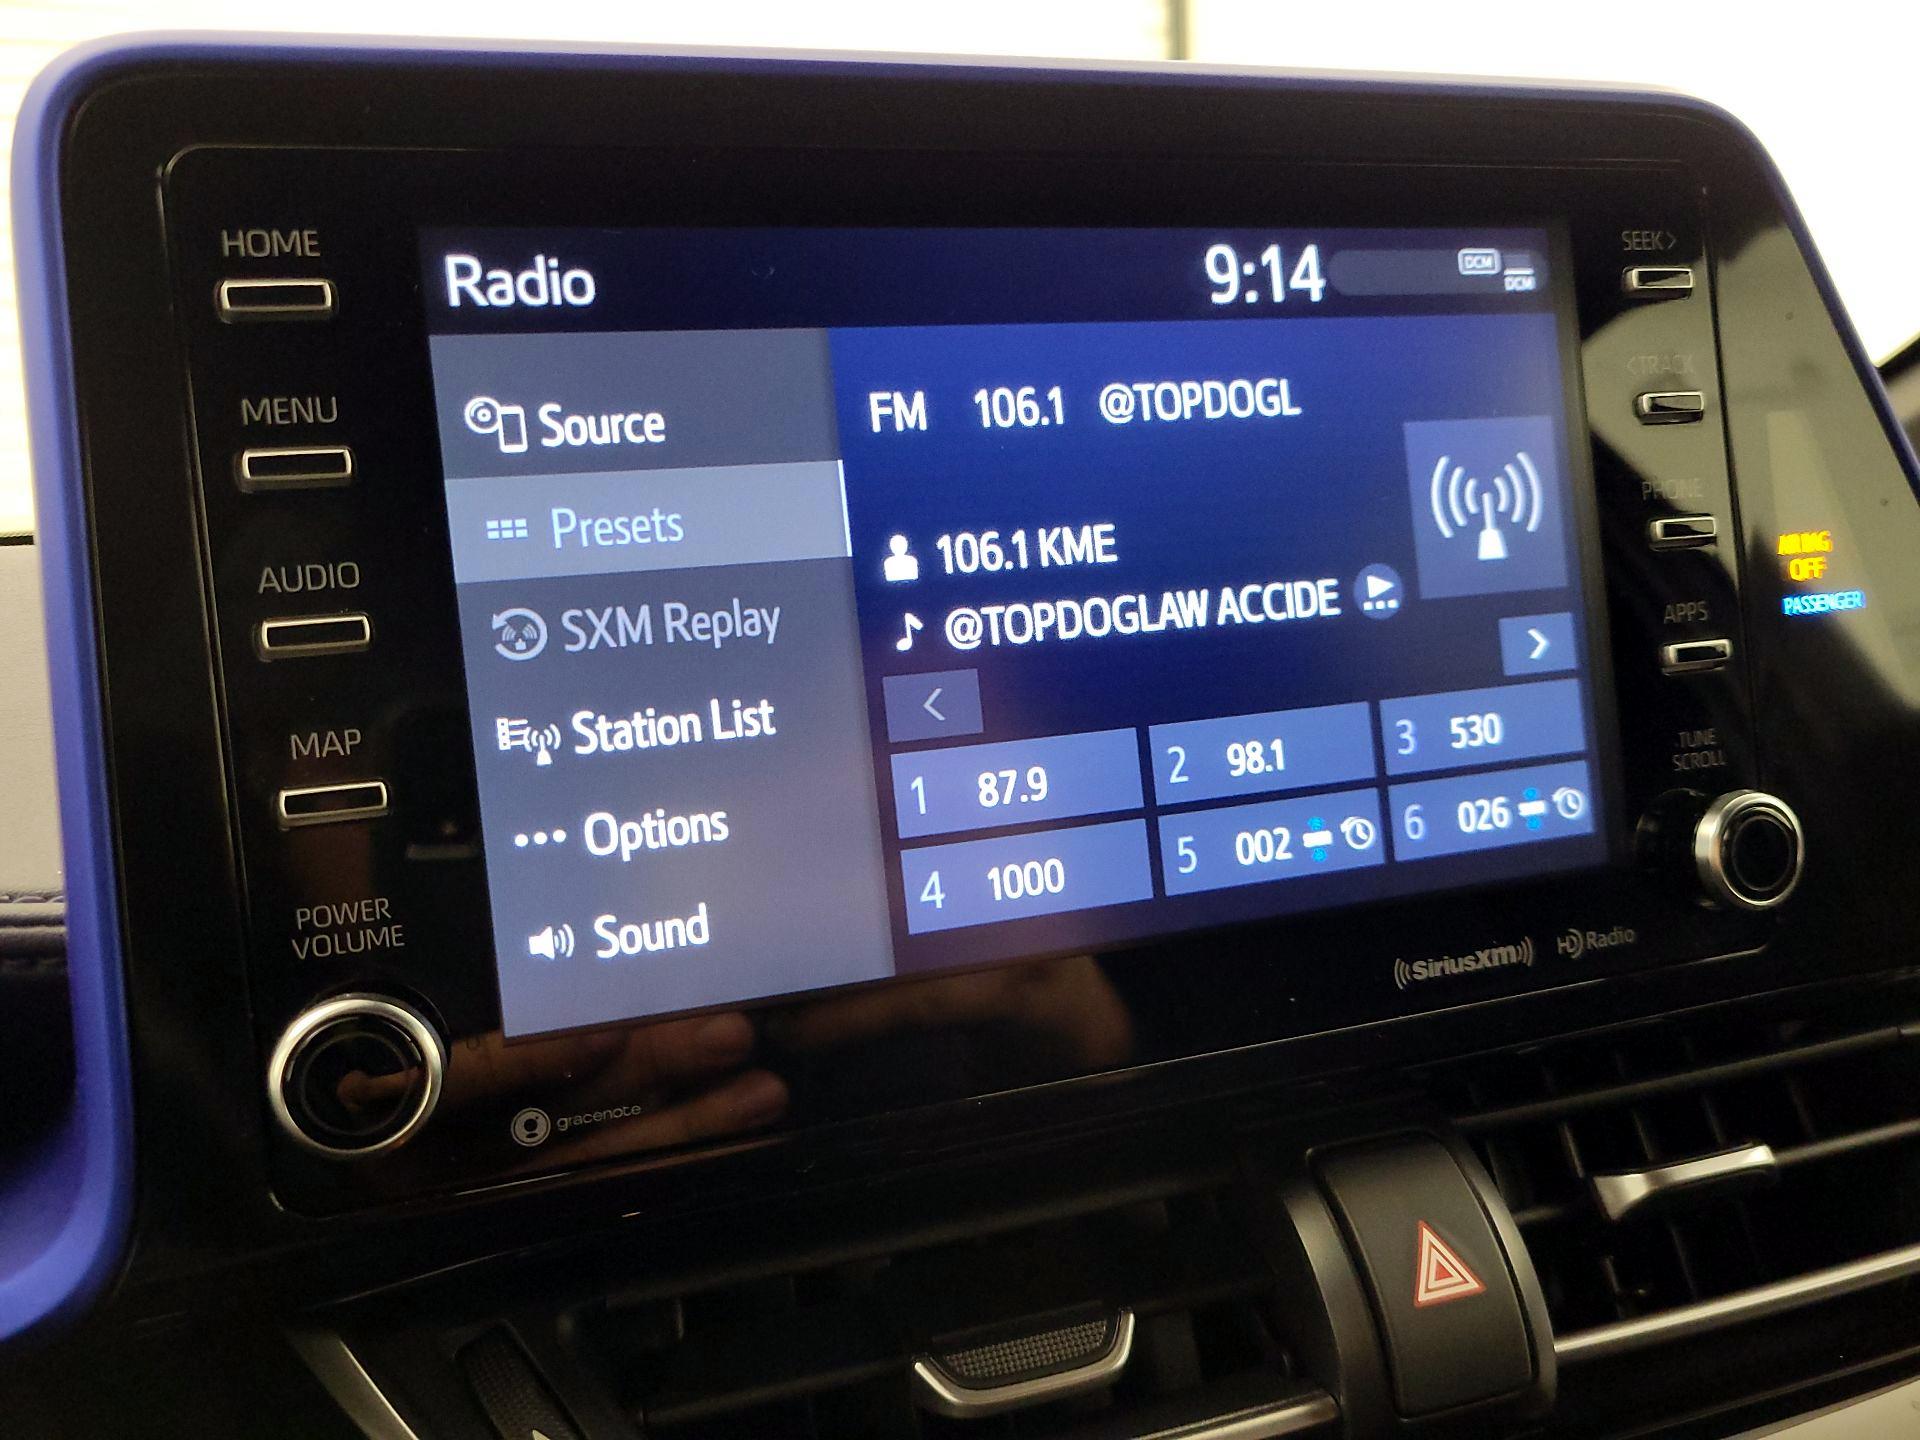 HOME
MENU
AUDIO
MAP
POWER
VOLUME
Radio
9:14
DCM
DCM
Source
Presets
SXM Replay
Station List
Options
Sound
FM 106.1 @TOPDOGL
106.1 KME
@TOPDOGLAW ACCIDE
<
>
1 87.9
2 98.1
3 530
4 1000
5 002
6 026
gracenote
((SiriusXm))
HD Radio
SEEK >
< TRACK
PHONE
APPS
TUNE
SCROLL
AIRBAG
OFF
PASSENGER